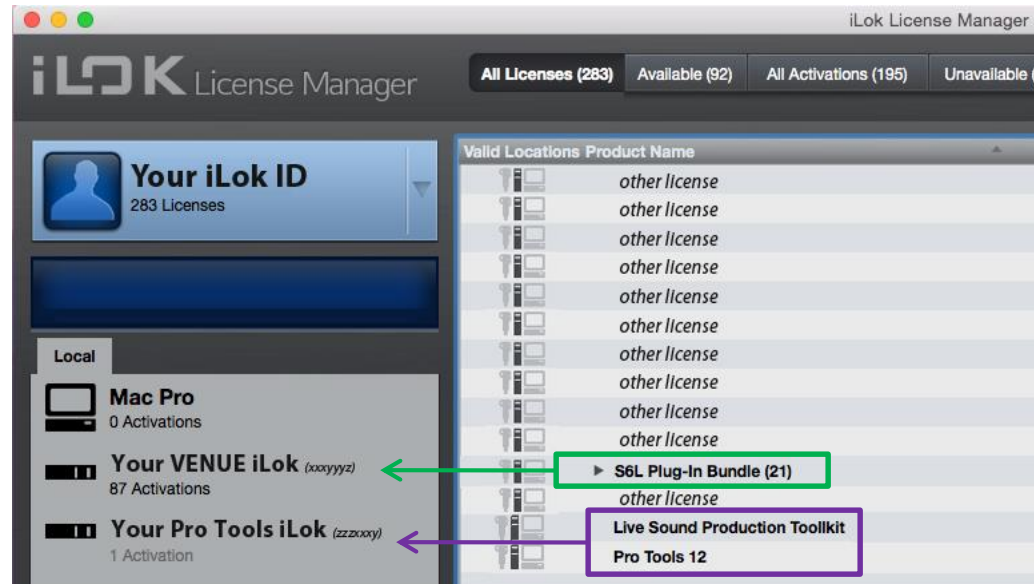 iLok License Manager
iLOK License Manager
All Licenses (283) Available (92) All Activations (195) Unavailable (
Your iLok ID
283 Licenses
Local
Mac Pro
0 Activations
Your VENUE iLok (xxxyyyz)
87 Activations
Your Pro Tools iLok (zzzxxxy)
1 Activation
Valid Locations Product Name
other license
other license
other license
other license
other license
other license
other license
other license
other license
other license
S6L Plug-In Bundle (21)
other license
Live Sound Production Toollkit
Pro Tools 12